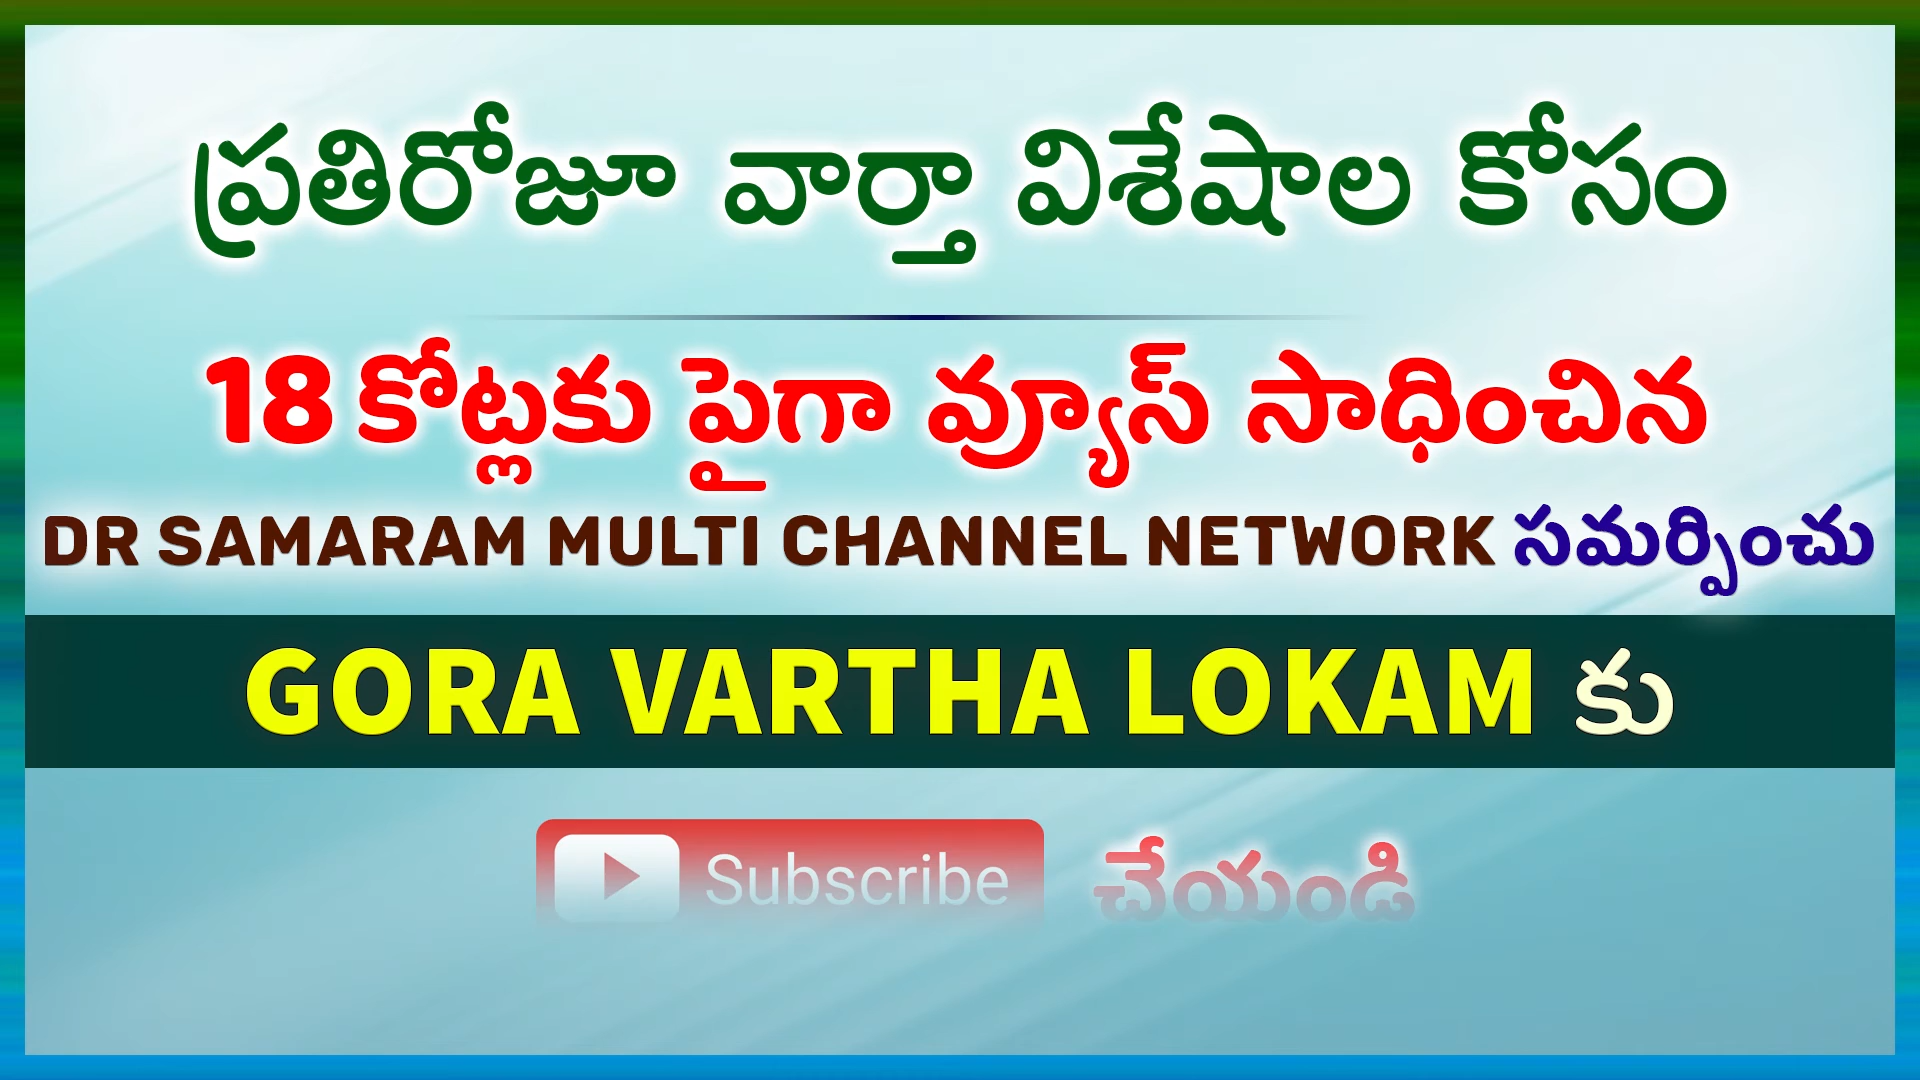 ప్రతిరోజూ వార్తా విశేషాల కోసం
18 కోట్లకు పైగా వ్యూస్ సాధించిన
DR SAMARAM MULTI CHANNEL NETWORK సమర్పించు
GORA VARTHA LOKAM కు
Subscribe చేయండి